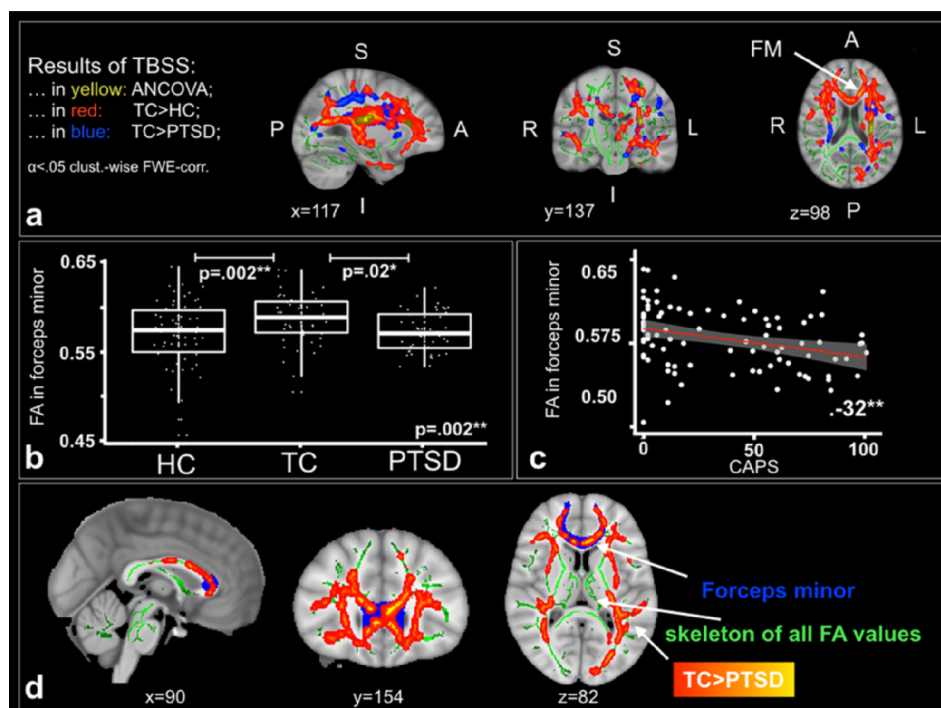 Results of TBSS:
... in yellow: ANCOVA;
... in red: TC>HC;
... in blue: TC>PTSD;
α<.05 clust.-wise FWE-corr.
a
S
P
A
I
x=117
S
R
L
I
y=137
FM
A
R
L
P
z=98
FA in forceps minor
0.65
0.55
0.45
p=.002**
p=.02*
p=.002**
HC
TC
PTSD
b
FA in forceps minor
0.65
0.575
0.50
.-32**
0
50
100
CAPS
c
Forceps minor
skeleton of all FA values
TC>PTSD
d
x=90
y=154
z=82